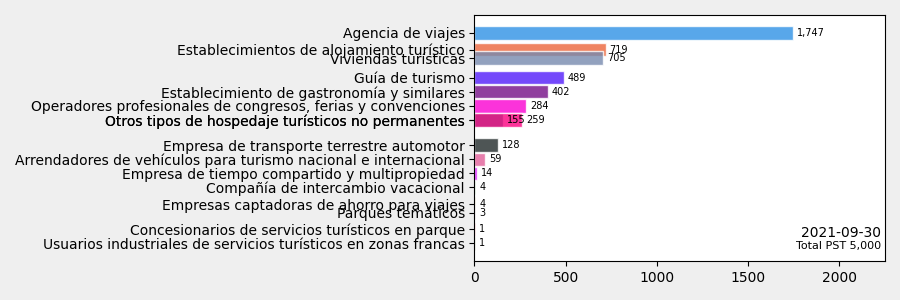 Agencia de viajes 1,747
Establecimientos de alojamiento turístico 719
Viviendas turísticas 705
Guía de turismo 489
Establecimiento de gastronomía y similares 402
Operadores profesionales de congresos, ferias y convenciones 284
Otros tipos de hospedaje turísticos no permanentes 155 259
Empresa de transporte terrestre automotor 128
Arrendadores de vehículos para turismo nacional e internacional 59
Empresa de tiempo compartido y multipropiedad 14
Compañía de intercambio vacacional 4
Empresas captadoras de ahorro para viajes 4
Parques temáticos 3
Concesionarios de servicios turísticos en parque 1
Usuarios industriales de servicios turísticos en zonas francas 1
2021-09-30
Total PST 5,000
0 500 1000 1500 2000